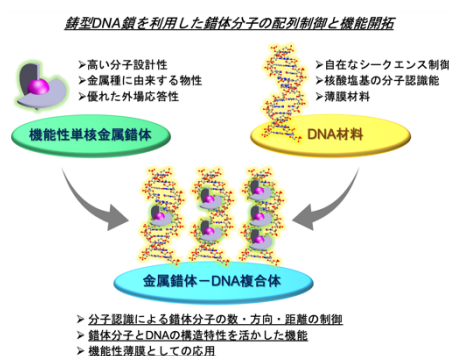 鋳型DNA鎖を利用した錯体分子の配列制御と機能開拓
➢高い分子設計性
➢金属種に由来する物性
➢優れた外場応答性
機能性単核金属錯体
➢自在なシークエンス制御
➢核酸塩基の分子認識能
➢薄膜材料
DNA材料
金属錯体－DNA複合体
➢ 分子認識による錯体分子の数・方向・距離の制御
➢ 錯体分子とDNAの構造特性を活かした機能
➢ 機能性薄膜としての応用